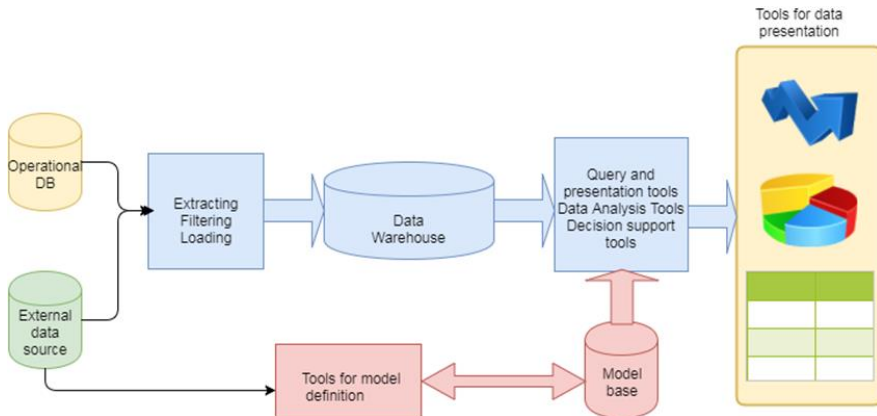 Tools for data
presentation
Operational
DB
Extracting
Filtering
Loading
Data
Warehouse
Query and
presentation tools
Data Analysis Tools
Decision support
tools
External
data
source
Tools for model
definition
Model
base